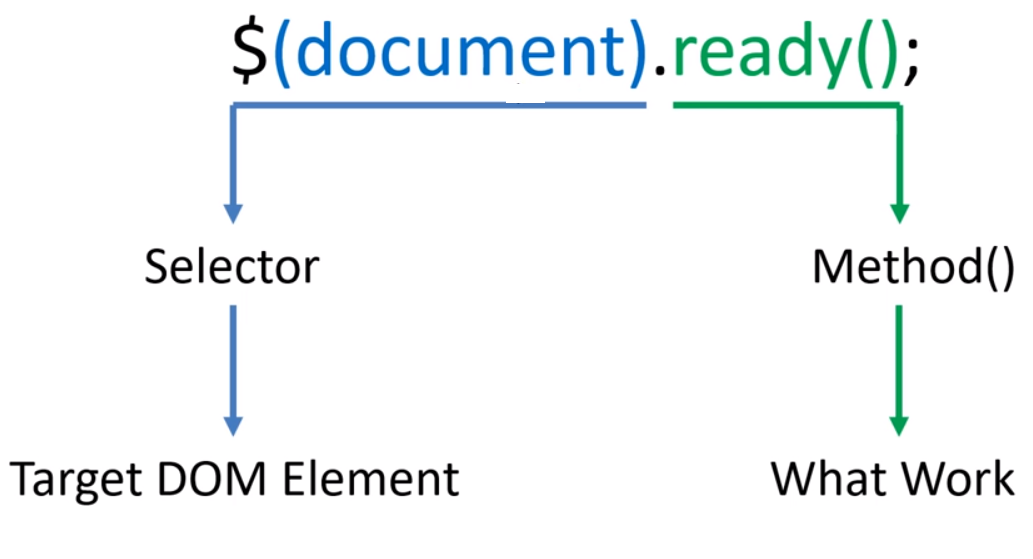 $(document).ready();
Selector
Method()
Target DOM Element
What Work